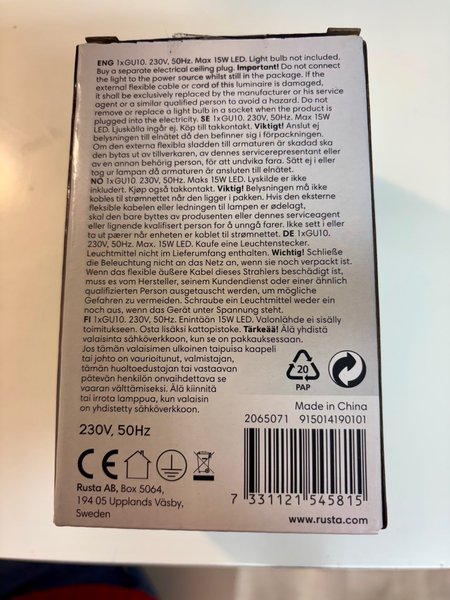 ENG 1xGU10. 230V, 50Hz. Max 15W LED. Light bulb not included.
Buy a separate electrical ceiling plug. Important! Do not connect
the light to the power source whilst still in the package. If the
external flexible cable or cord of this luminaire is damaged,
it shall be exclusively replaced by the manufacturer or his service
agent or a similar qualified person to avoid a hazard. Do not
remove or replace a light bulb in a socket when the product is
plugged into the electricity. SE 1xGU10. 230V, 50Hz. Max 15W
LED. Ljuskälla ingår ej. Köp till takkontakt. Viktigt! Anslut ej
belysningen till elnätet då den befinner sig i förpackningen.
Om den externa flexibla sladden till armaturen är skadad ska
den bytas ut av tillverkaren, av dennes servicerepresentant eller av
en annan behörig person, för att undvika fara. Sätt ej i eller
tag ur lampan då armaturen är ansluten till elnätet.
NO 1xGU10. 230V, 50Hz. Maks 15W LED. Lyskilde er ikke
inkludert. Kjøp også takkontakt. Viktig! Belysningen må ikke
kobles til strømnettet når den ligger i pakken. Hvis den eksterne
fleksible kabelen eller ledningen til lampen er ødelagt,
skal den bare byttes av produsenten eller dennes serviceagent
eller lignende kvalifisert person for å unngå farer. Ikke sett i eller
ta ut pærer når enheten er koblet til strømnettet. DE 1xGU10.
230V, 50Hz. Max. 15W LED. Kaufe eine Leuchtenstecker.
Leuchtmittel nicht im Lieferumfang enthalten. Wichtig! Schließe
die Beleuchtung nicht an das Netz an, wenn sie noch verpackt ist.
Wenn das flexible äußere Kabel dieses Strahlers beschädigt ist,
muss es vom Hersteller, seinem Kundendienst oder einer ähnlich
qualifizierten Person ausgetauscht werden, um mögliche
Gefahren zu vermeiden. Schraube ein Leuchtmittel weder ein
noch aus, wenn das Gerät unter Spannung steht.
FI 1xGU10. 230V, 50Hz. Enintään 15W LED. Valonlähde ei sisälly
toimitukseen. Osta lisäksi kattopistoke. Tärkeää! Älä yhdistä
valaisinta sähköverkkoon, kun se on pakkauksessaan.
Jos tämän valaisimen ulkoinen taipuisa kaapeli
tai johto on vaurioitunut, valmistajan,
tämän huoltoedustajan tai vastaavan
pätevän henkilön onvaihdettava se
vaaran välttämiseksi. Älä kiinnitä
tai irrota lamppua, kun valaisin
on yhdistetty sähköverkkoon.
20
PAP
Made in China
230V, 50Hz
2065071 915014190101
CE
Rusta AB, Box 5064,
194 05 Upplands Väsby,
Sweden
7 331121 545815
www.rusta.com